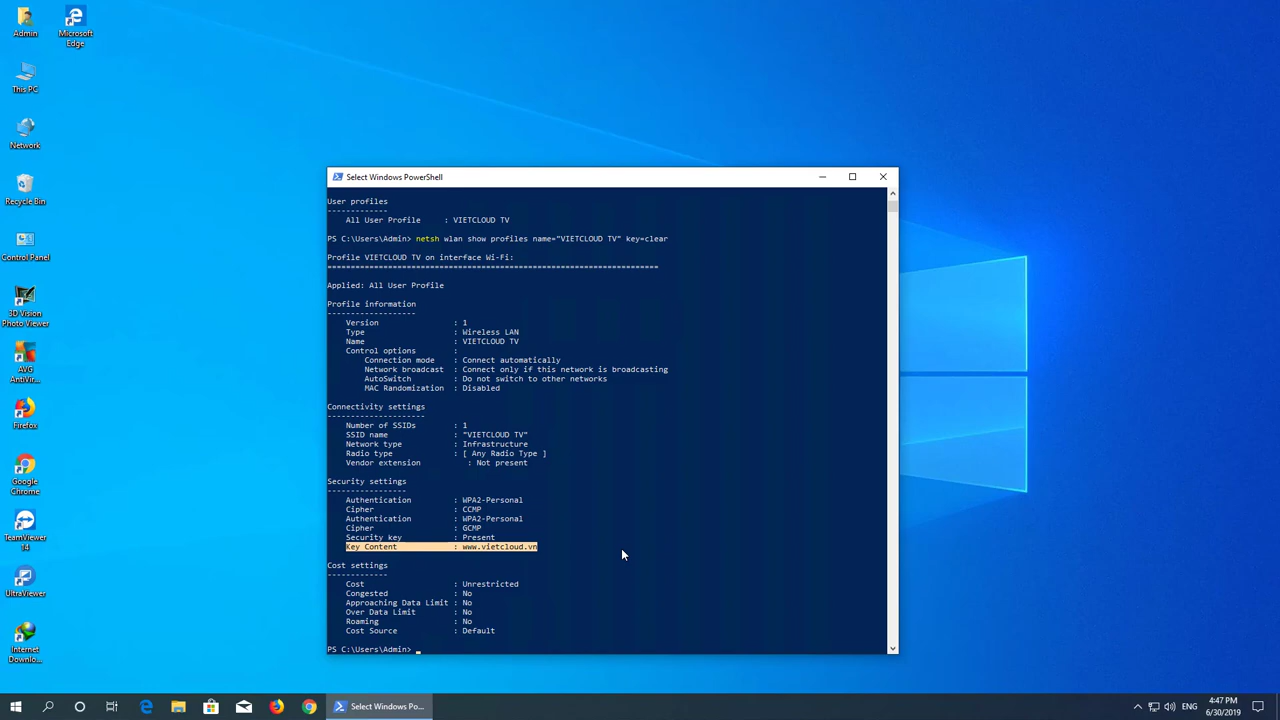 Admin
Microsoft
Edge
This PC
Network
Recycle Bin
Control Panel
3D Vision
Photo Viewer
AVG
AntiVir...
Firefox
Google
Chrome
TeamViewer
14
UltraViewer
Internet
Downlo...
Select Windows PowerShell
User profiles
-------------
All User Profile : VIETCLOUD TV
PS C:\Users\Admin> netsh wlan show profiles name="VIETCLOUD TV" key=clear
Profile VIETCLOUD TV on interface Wi-Fi:
=======================================================================
Applied: All User Profile
Profile information
-------------------
Version : 1
Type : Wireless LAN
Name : VIETCLOUD TV
Control options :
Connection mode : Connect automatically
Network broadcast : Connect only if this network is broadcasting
AutoSwitch : Do not switch to other networks
MAC Randomization : Disabled
Connectivity settings
---------------------
Number of SSIDs : 1
SSID name : "VIETCLOUD TV"
Network type : Infrastructure
Radio type : [ Any Radio Type ]
Vendor extension : Not present
Security settings
-----------------
Authentication : WPA2-Personal
Cipher : CCMP
Authentication : WPA2-Personal
Cipher : GCMP
Security key : Present
Key Content : www.vietcloud.vn
Cost settings
-------------
Cost : Unrestricted
Congested : No
Approaching Data Limit : No
Over Data Limit : No
Roaming : No
Cost Source : Default
PS C:\Users\Admin> _
Select Windows Po...
ENG
4:47 PM
6/30/2019